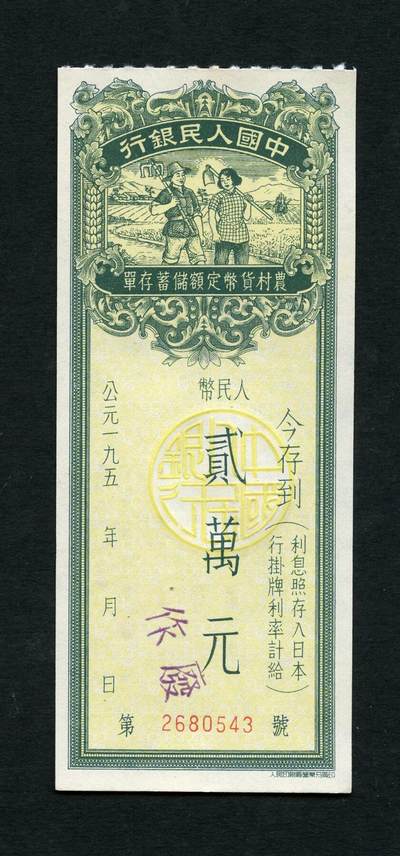 中國人民銀行
農村貨幣定額儲蓄存單
今存到（利息照存入日本
行掛牌利率計給）
人民幣
貳萬元
作廢
公元一九五 年 月 日
第 2680543 號